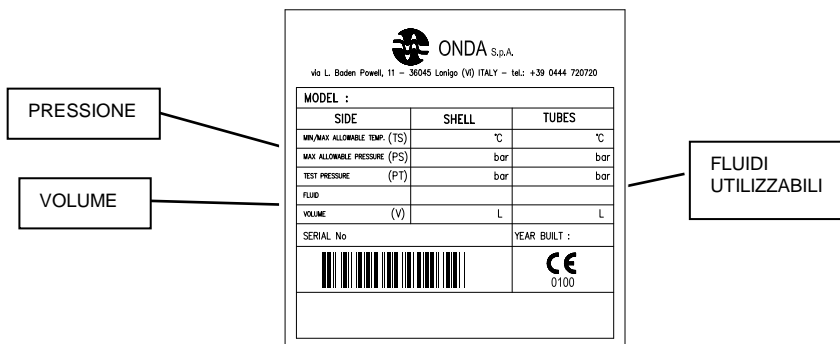 ONDA S.p.A.
via L. Baden Powell, 11 – 36045 Lonigo (VI) ITALY – tel.: +39 0444 720720
PRESSIONE
MODEL :
SIDE SHELL TUBES
MIN/MAX ALLOWABLE TEMP. (TS) °C °C
MAX ALLOWABLE PRESSURE (PS) bar bar
TEST PRESSURE (PT) bar bar
FLUID
VOLUME (V) L L
FLUIDI
UTILIZZABILI
VOLUME
SERIAL No YEAR BUILT :
CE
0100